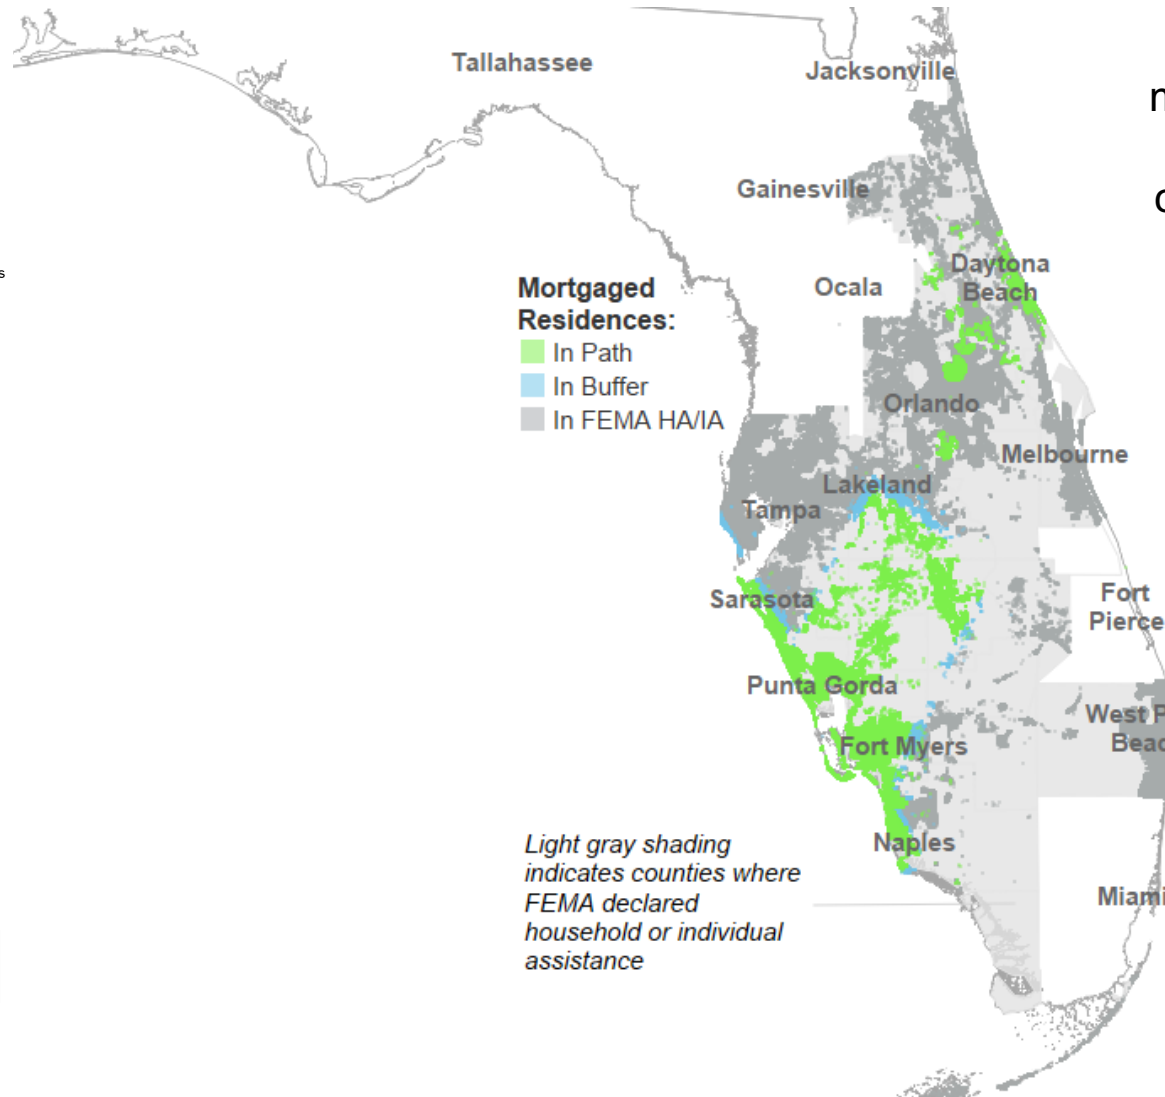 Tallahassee
Jacksonville
Gainesville
Daytona
Beach
Ocala
Mortgaged
Residences:
In Path
In Buffer
In FEMA HA/IA
Orlando
Melbourne
Lakeland
Tampa
Sarasota
Fort
Pierce
Punta Gorda
West
Fort Myers
Light gray shading
indicates counties where
FEMA declared
household or individual
assistance
Naples
Miami
s